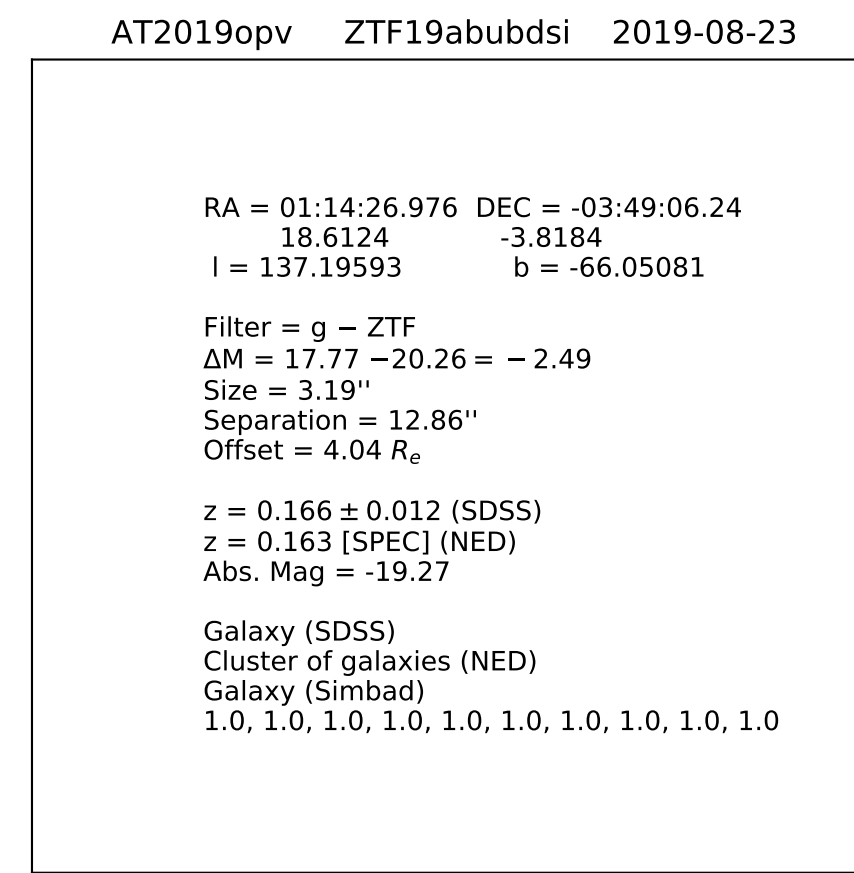 AT2019opv ZTF19abubdsi 2019-08-23
RA = 01:14:26.976 DEC = -03:49:06.24
18.6124 -3.8184
l = 137.19593 b = -66.05081
Filter = g − ZTF
ΔM = 17.77 −20.26 = − 2.49
Size = 3.19''
Separation = 12.86''
Offset = 4.04 Rₑ
z = 0.166 ± 0.012 (SDSS)
z = 0.163 [SPEC] (NED)
Abs. Mag = -19.27
Galaxy (SDSS)
Cluster of galaxies (NED)
Galaxy (Simbad)
1.0, 1.0, 1.0, 1.0, 1.0, 1.0, 1.0, 1.0, 1.0, 1.0